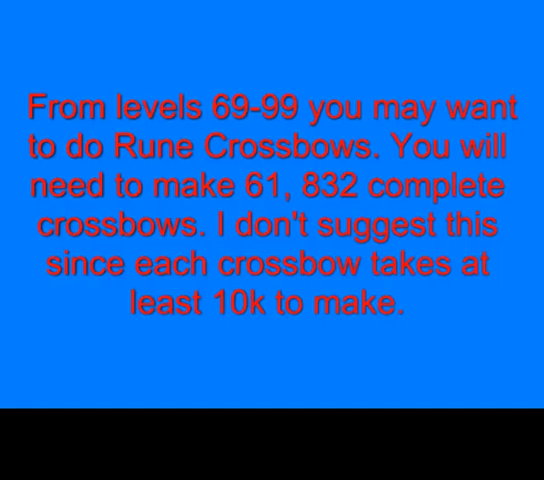 From levels 69-99 you may want
to do Rune Crossbows. You will
need to make 61, 832 complete
crossbows. I don't suggest this
since each crossbow takes at
least 10k to make.